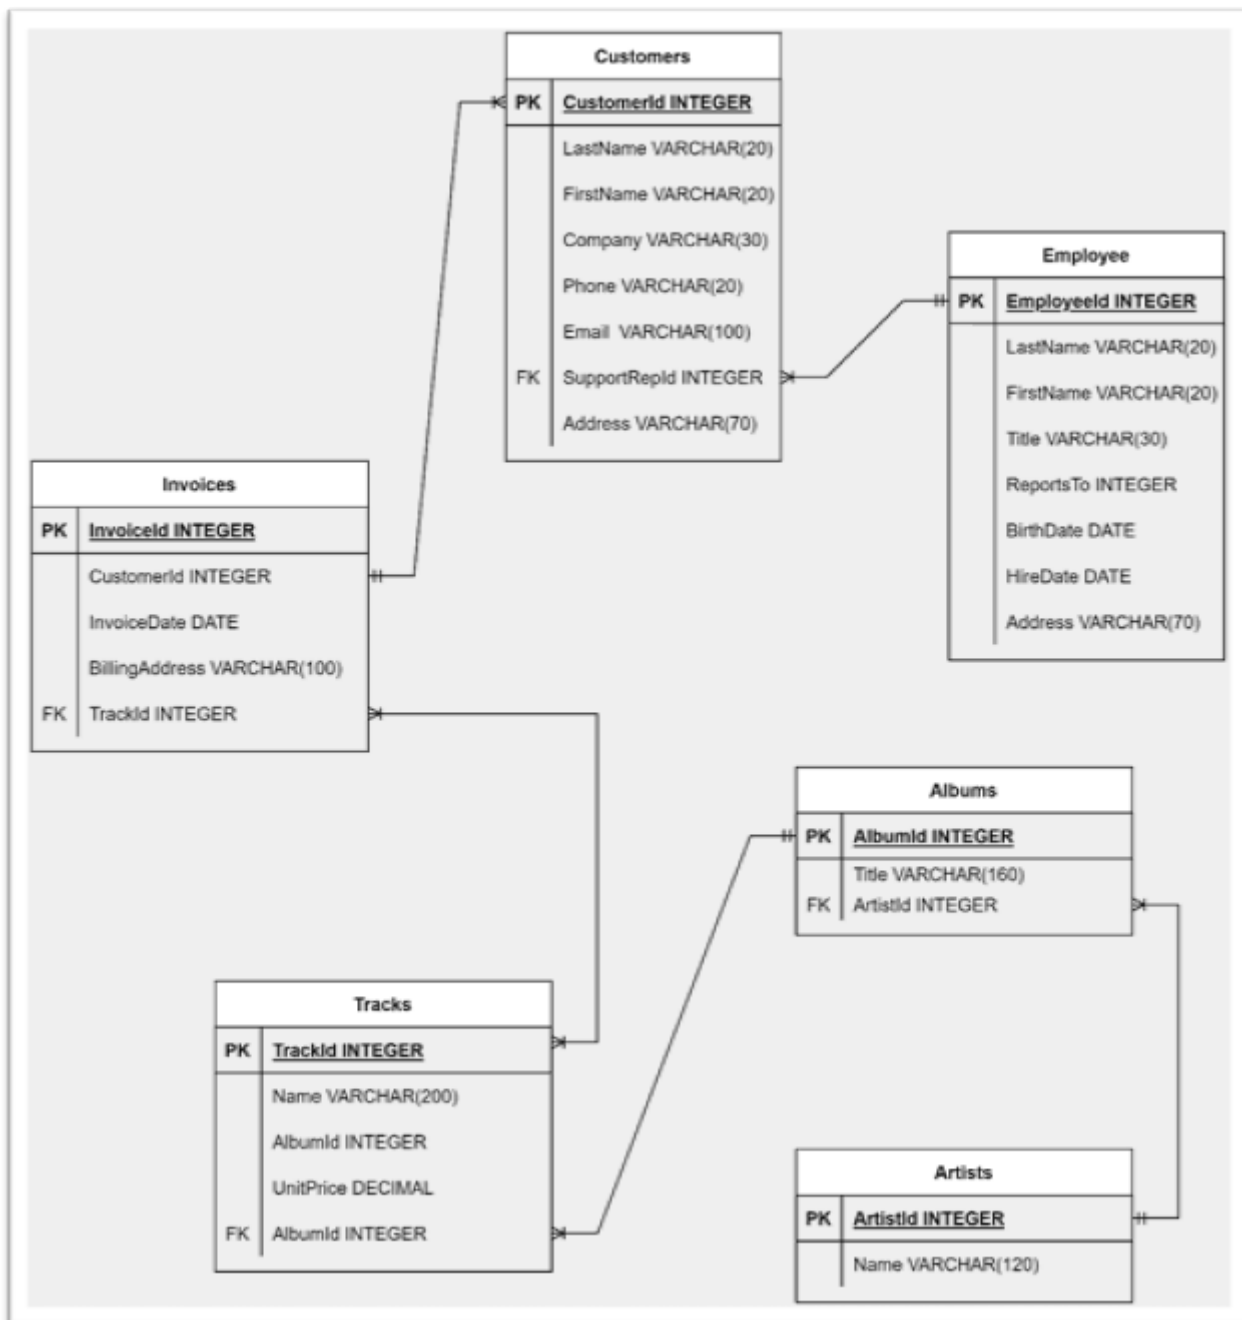 Customers
PK CustomerId INTEGER
LastName VARCHAR(20)
FirstName VARCHAR(20)
Company VARCHAR(30)
Phone VARCHAR(20)
Email VARCHAR(100)
FK SupportRepId INTEGER
Address VARCHAR(70)
Employee
PK EmployeeId INTEGER
LastName VARCHAR(20)
FirstName VARCHAR(20)
Title VARCHAR(30)
ReportsTo INTEGER
BirthDate DATE
HireDate DATE
Address VARCHAR(70)
Invoices
PK InvoiceId INTEGER
CustomerId INTEGER
InvoiceDate DATE
BillingAddress VARCHAR(100)
FK TrackId INTEGER
Albums
PK AlbumId INTEGER
Title VARCHAR(160)
FK ArtistId INTEGER
Tracks
PK TrackId INTEGER
Name VARCHAR(200)
AlbumId INTEGER
UnitPrice DECIMAL
FK AlbumId INTEGER
Artists
PK ArtistId INTEGER
Name VARCHAR(120)